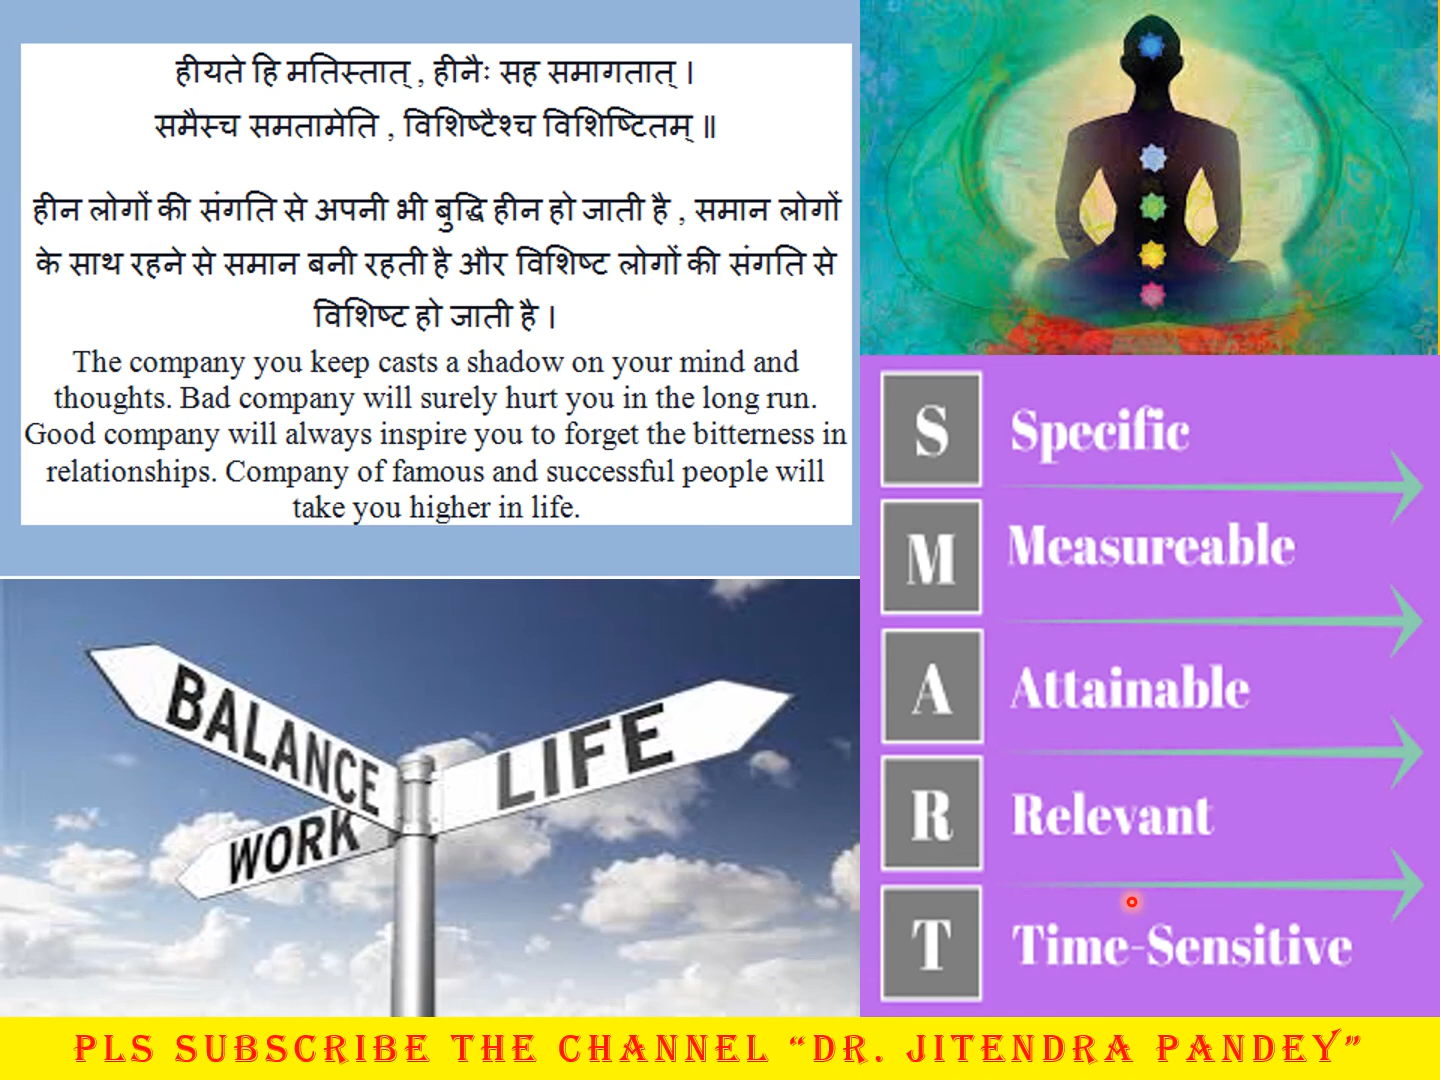 हीयते हि मतिस्तात् , हीनैः सह समागतात् ।
समैस्च समतामेति , विशिष्टैश्च विशिष्टितम् ॥
हीन लोगों की संगति से अपनी भी बुद्धि हीन हो जाती है , समान लोगों
के साथ रहने से समान बनी रहती है और विशिष्ट लोगों की संगति से
विशिष्ट हो जाती है ।
The company you keep casts a shadow on your mind and
thoughts. Bad company will surely hurt you in the long run.
Good company will always inspire you to forget the bitterness in
relationships. Company of famous and successful people will
take you higher in life.
BALANCE
LIFE
WORK
S Specific
M Measureable
A Attainable
R Relevant
T Time-Sensitive
PLS SUBSCRIBE THE CHANNEL “DR. JITENDRA PANDEY”